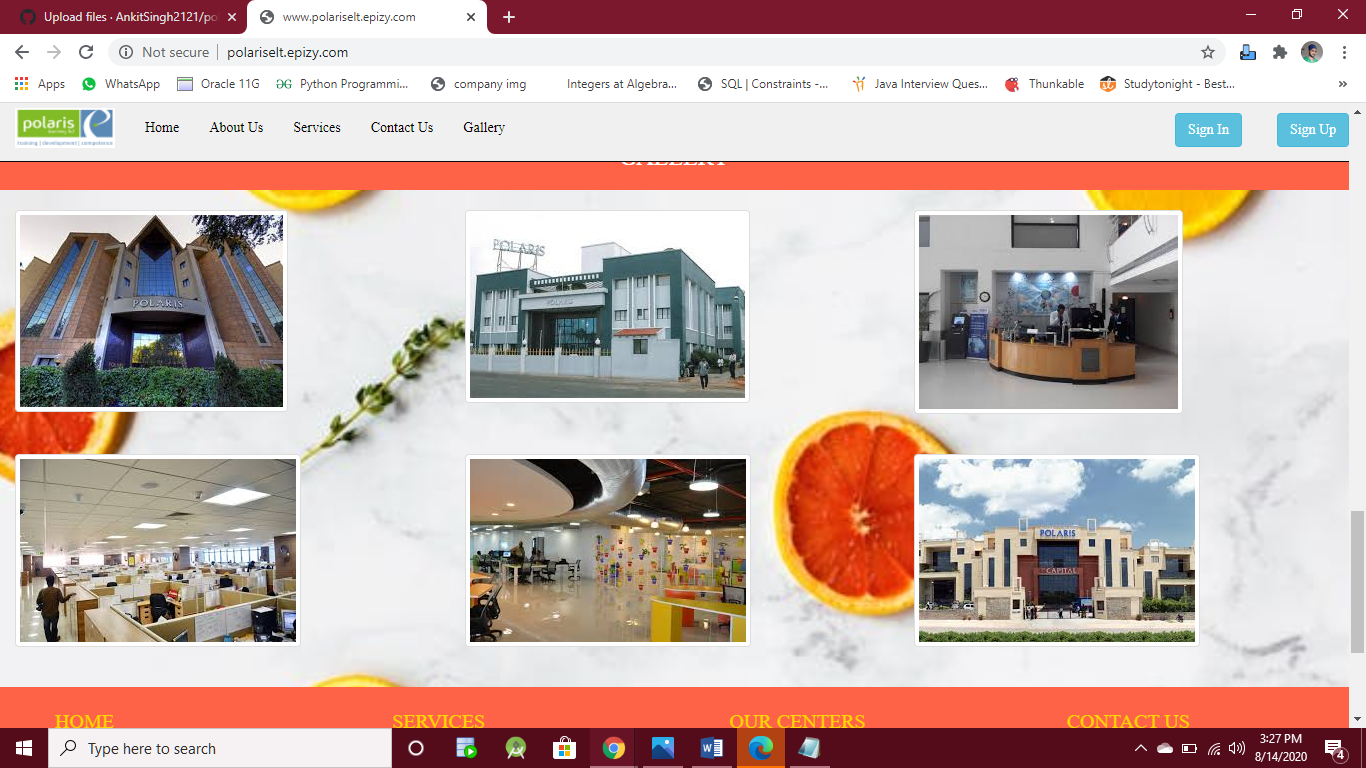 Upload files · AnkitSingh2121/po
www.polariselt.epizy.com
Not secure
polariselt.epizy.com
Apps
WhatsApp
Oracle 11G
Python Programmi...
company img
Integers at Algebra...
SQL | Constraints -...
Java Interview Ques...
Thunkable
Studytonight - Best...
»
polaris
training | development | competence
Home
About Us
Services
Contact Us
Gallery
Sign In
Sign Up
GALLERY
POLARIS
POLARIS
POLARIS
POLARIS
CAPITAL
HOME
SERVICES
OUR CENTERS
CONTACT US
Type here to search
3:27 PM
8/14/2020
4